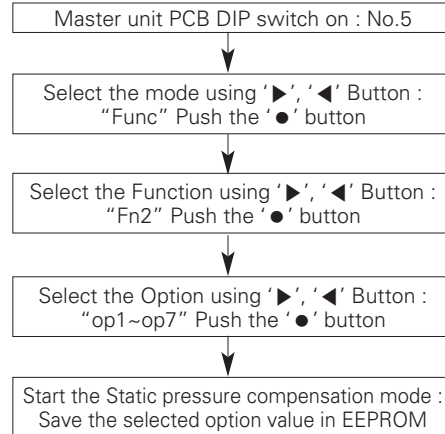 Master unit PCB DIP switch on : No.5
Select the mode using ‘▶’, ‘◀’ Button :
“Func” Push the ‘●’ button
Select the Function using ‘▶’, ‘◀’ Button :
“Fn2” Push the ‘●’ button
Select the Option using ‘▶’, ‘◀’ Button :
“op1~op7” Push the ‘●’ button
Start the Static pressure compensation mode :
Save the selected option value in EEPROM